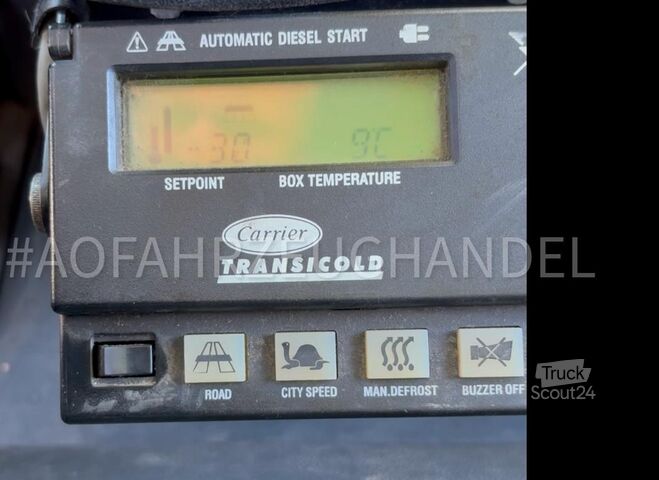 AUTOMATIC DIESEL START
-30 9C
SETPOINT BOX TEMPERATURE
Carrier
TRANSICOLD
#AOFAHRZEUGHANDEL
ROAD CITY SPEED MAN.DEFROST BUZZER OFF
Truck
Scout24